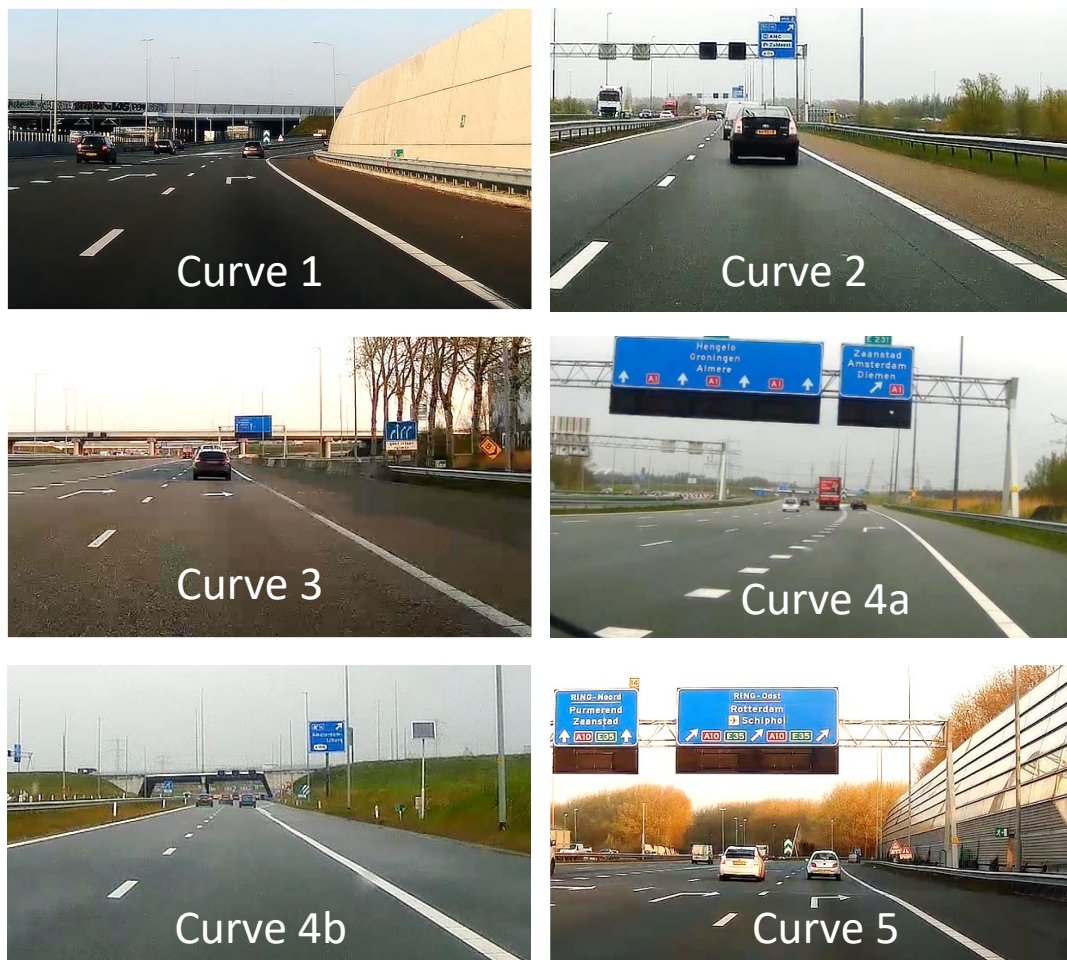 Curve 1
AMC
Curve 2
Curve 3
E 231
Hengelo
Groningen
Almere
A1 A1 A1
Zaanstad
Amsterdam
Diemen
A1
Curve 4a
Amsterdam-
IJburg
Curve 4b
RING-Noord
Purmerend
Zaanstad
A10 E35
RING-Oost
Rotterdam
Schiphol
A10 E35 A10 E35
Curve 5